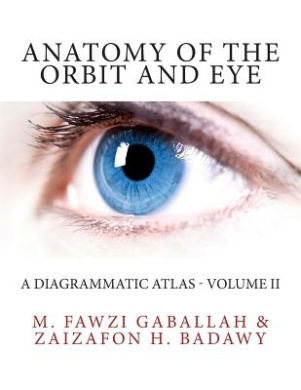 ANATOMY OF THE
ORBIT AND EYE
A DIAGRAMMATIC ATLAS - VOLUME II
M. FAWZI GABALLAH &
ZAIZAFON H. BADAWY